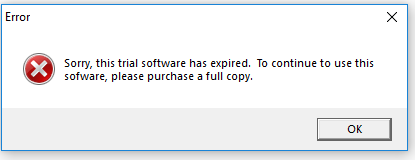 Error
Sorry, this trial software has expired.  To continue to use this
sofware, please purchase a full copy.
OK